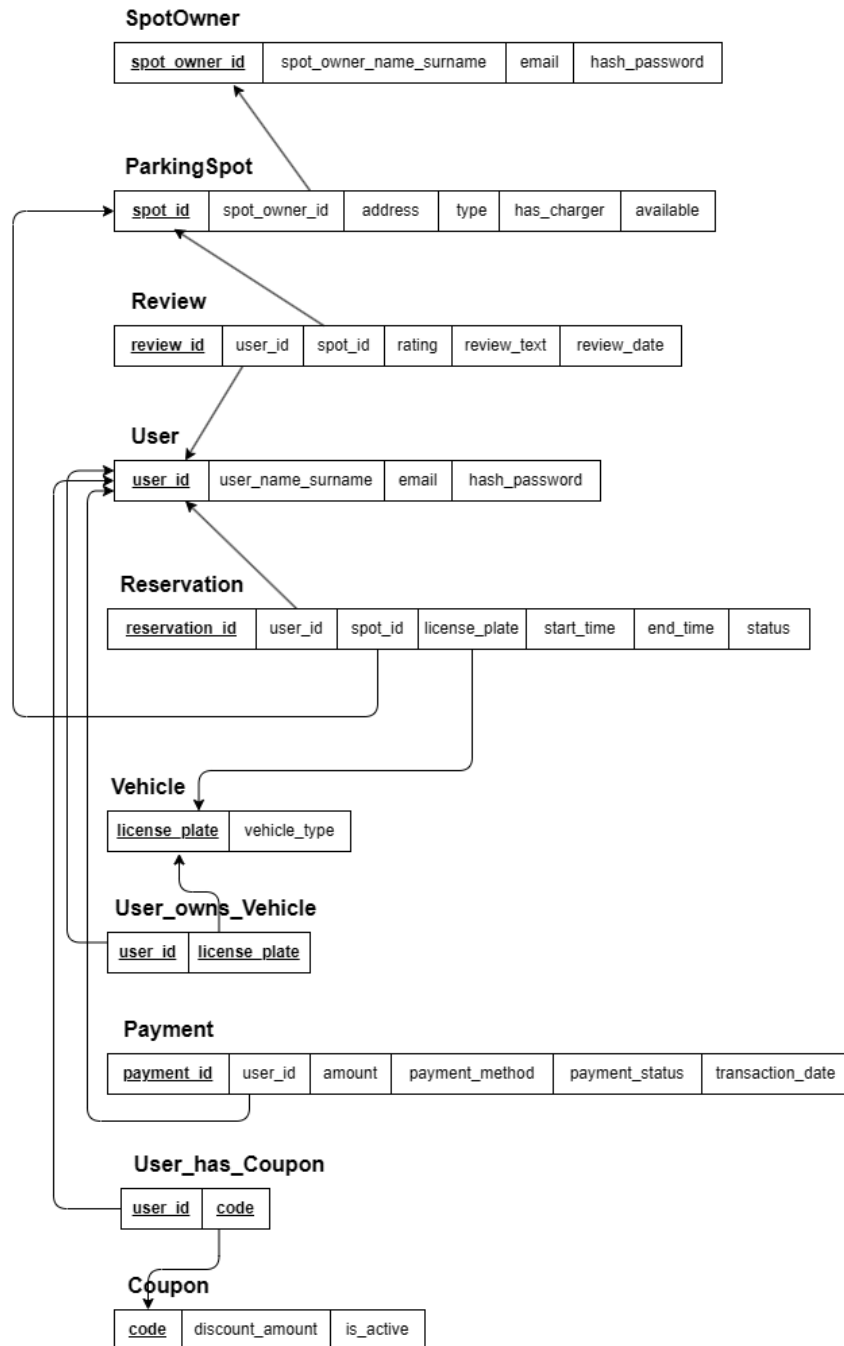 SpotOwner
spot_owner_id spot_owner_name_surname email hash_password
ParkingSpot
spot_id spot_owner_id address type has_charger available
Review
review_id user_id spot_id rating review_text review_date
User
user_id user_name_surname email hash_password
Reservation
reservation_id user_id spot_id license_plate start_time end_time status
Vehicle
license_plate vehicle_type
User_owns_Vehicle
user_id license_plate
Payment
payment_id user_id amount payment_method payment_status transaction_date
User_has_Coupon
user_id code
Coupon
code discount_amount is_active